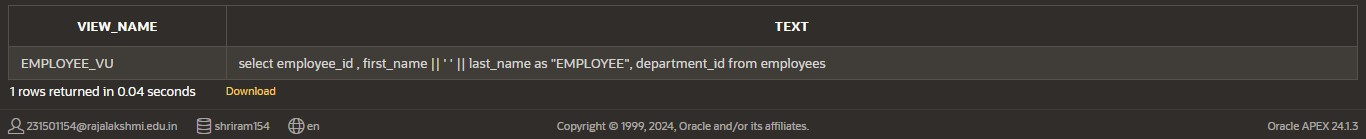 VIEW_NAME TEXT
EMPLOYEE_VU select employee_id , first_name || ' ' || last_name as "EMPLOYEE", department_id from employees
1 rows returned in 0.04 seconds Download
231501154@rajalakshmi.edu.in shriram154 en Copyright © 1999, 2024, Oracle and/or its affiliates. Oracle APEX 24.1.3